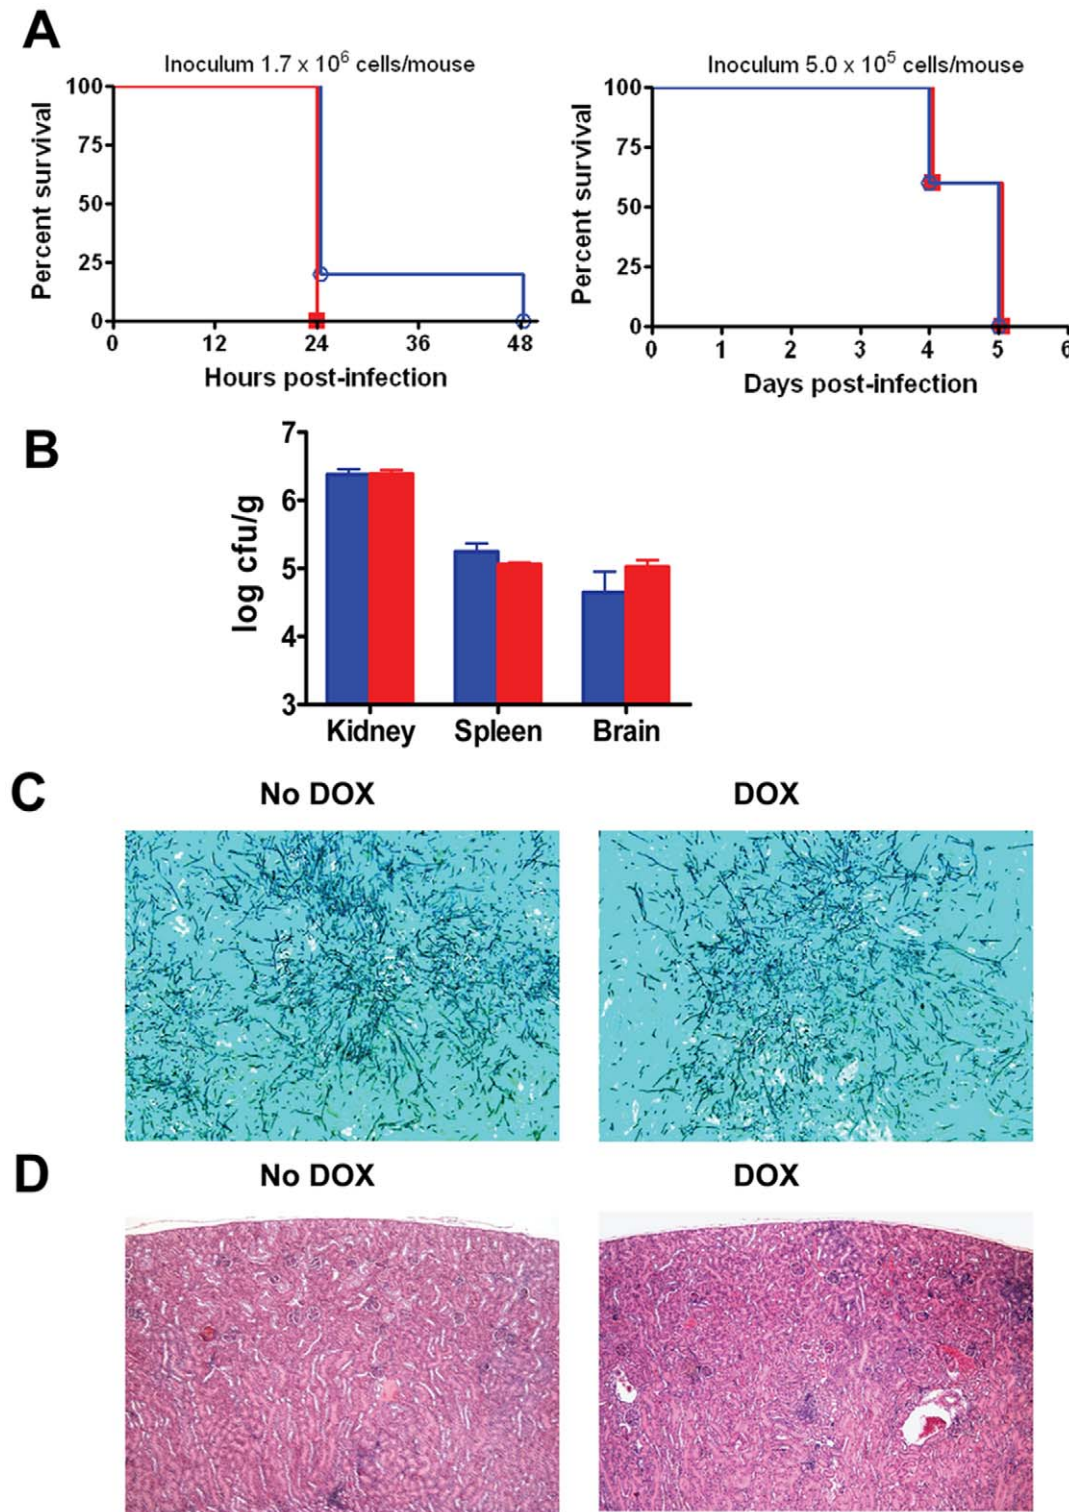 A
Inoculum 1.7 x 10⁶ cells/mouse
100
75
50
25
0
Percent survival
0 12 24 36 48
Hours post-infection
Inoculum 5.0 x 10⁵ cells/mouse
100
75
50
25
0
Percent survival
0 1 2 3 4 5 6
Days post-infection
B
7
6
5
4
3
log cfu/g
Kidney Spleen Brain
C
No DOX DOX
D
No DOX DOX